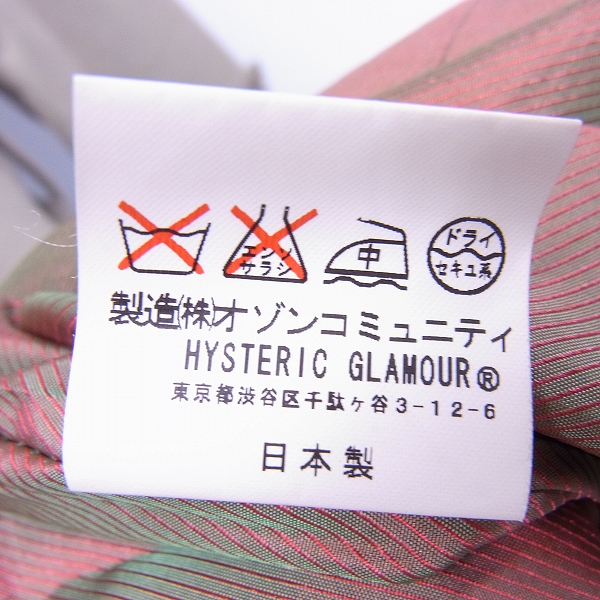 エンソ
サラシ
中
ドライ
セキユ系
製造(株)オゾンコミュニティ
HYSTERIC GLAMOUR®
東京都渋谷区千駄ヶ谷3-12-6
日本製